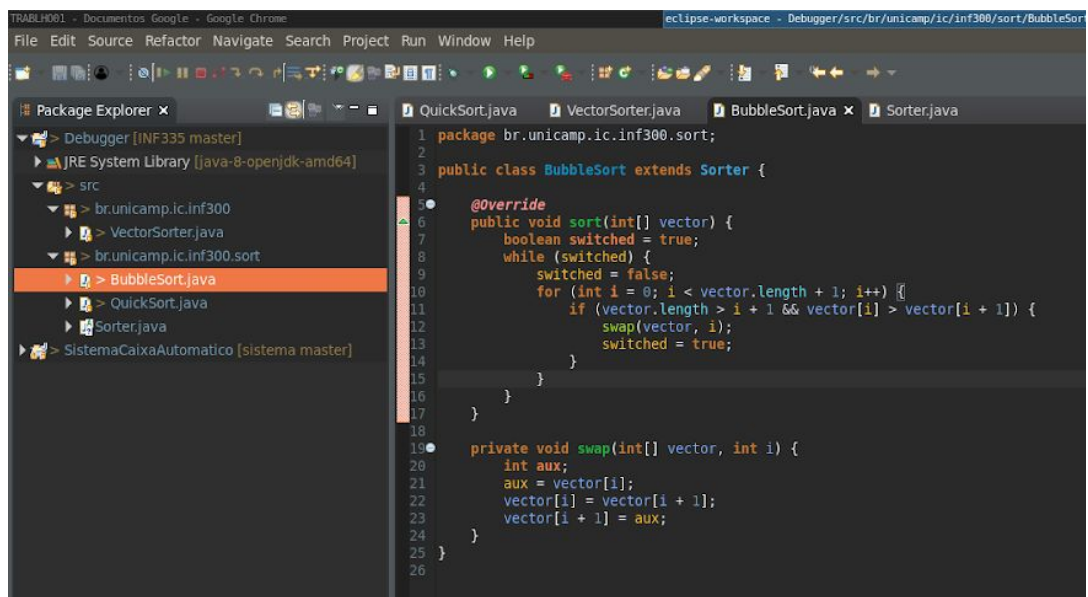 TRABLHO01 - Documentos Google - Google Chrome
eclipse-workspace - Debugger/src/br/unicamp/ic/inf300/sort/BubbleSort
File Edit Source Refactor Navigate Search Project Run Window Help
Package Explorer
QuickSort.java VectorSorter.java BubbleSort.java Sorter.java
> Debugger [INF335 master]
JRE System Library [java-8-openjdk-amd64]
> src
> br.unicamp.ic.inf300
> VectorSorter.java
> br.unicamp.ic.inf300.sort
> BubbleSort.java
> QuickSort.java
Sorter.java
> SistemaCaixaAutomatico [sistema master]
1 package br.unicamp.ic.inf300.sort;
2
3 public class BubbleSort extends Sorter {
4
5 @Override
6 public void sort(int[] vector) {
7 boolean switched = true;
8 while (switched) {
9 switched = false;
10 for (int i = 0; i < vector.length + 1; i++) {
11 if (vector.length > i + 1 && vector[i] > vector[i + 1]) {
12 swap(vector, i);
13 switched = true;
14 }
15 }
16 }
17 }
18
19 private void swap(int[] vector, int i) {
20 int aux;
21 aux = vector[i];
22 vector[i] = vector[i + 1];
23 vector[i + 1] = aux;
24 }
25 }
26